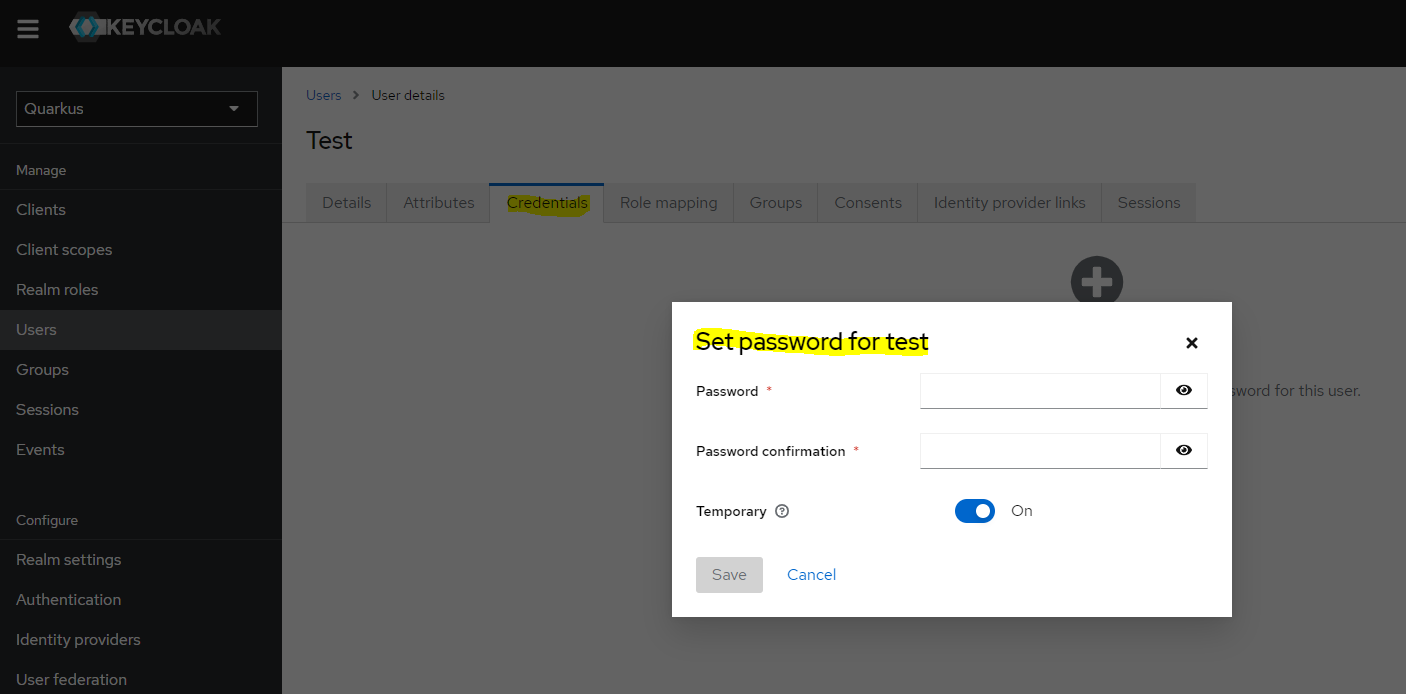 KEYCLOAK
Quarkus
Manage
Clients
Client scopes
Realm roles
Users
Groups
Sessions
Events
Configure
Realm settings
Authentication
Identity providers
User federation
Users > User details
Test
Details Attributes Credentials Role mapping Groups Consents Identity provider links Sessions
Set password for test
Password *
sword for this user.
Password confirmation *
Temporary ? On
Save Cancel